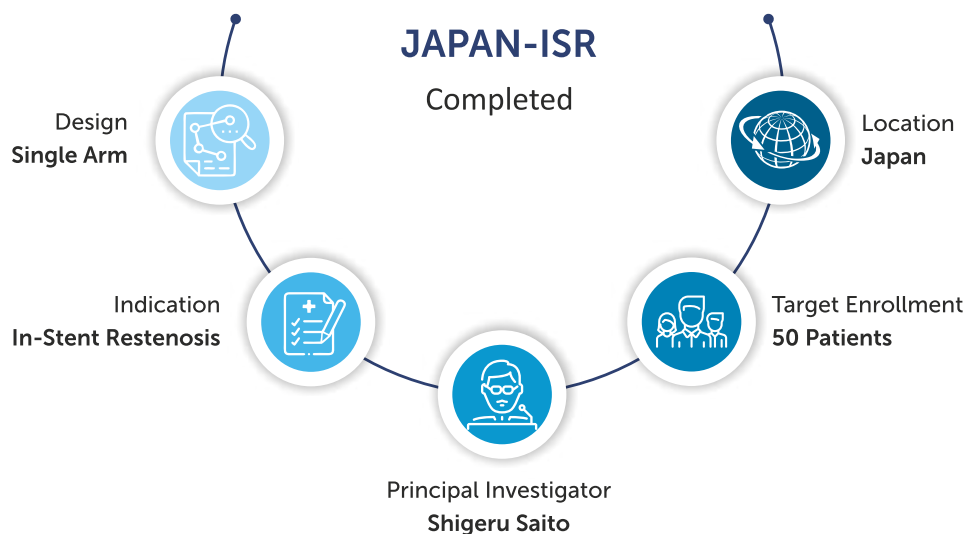 JAPAN-ISR
Completed
Design
Single Arm
Location
Japan
Indication
In-Stent Restenosis
Target Enrollment
50 Patients
Principal Investigator
Shigeru Saito